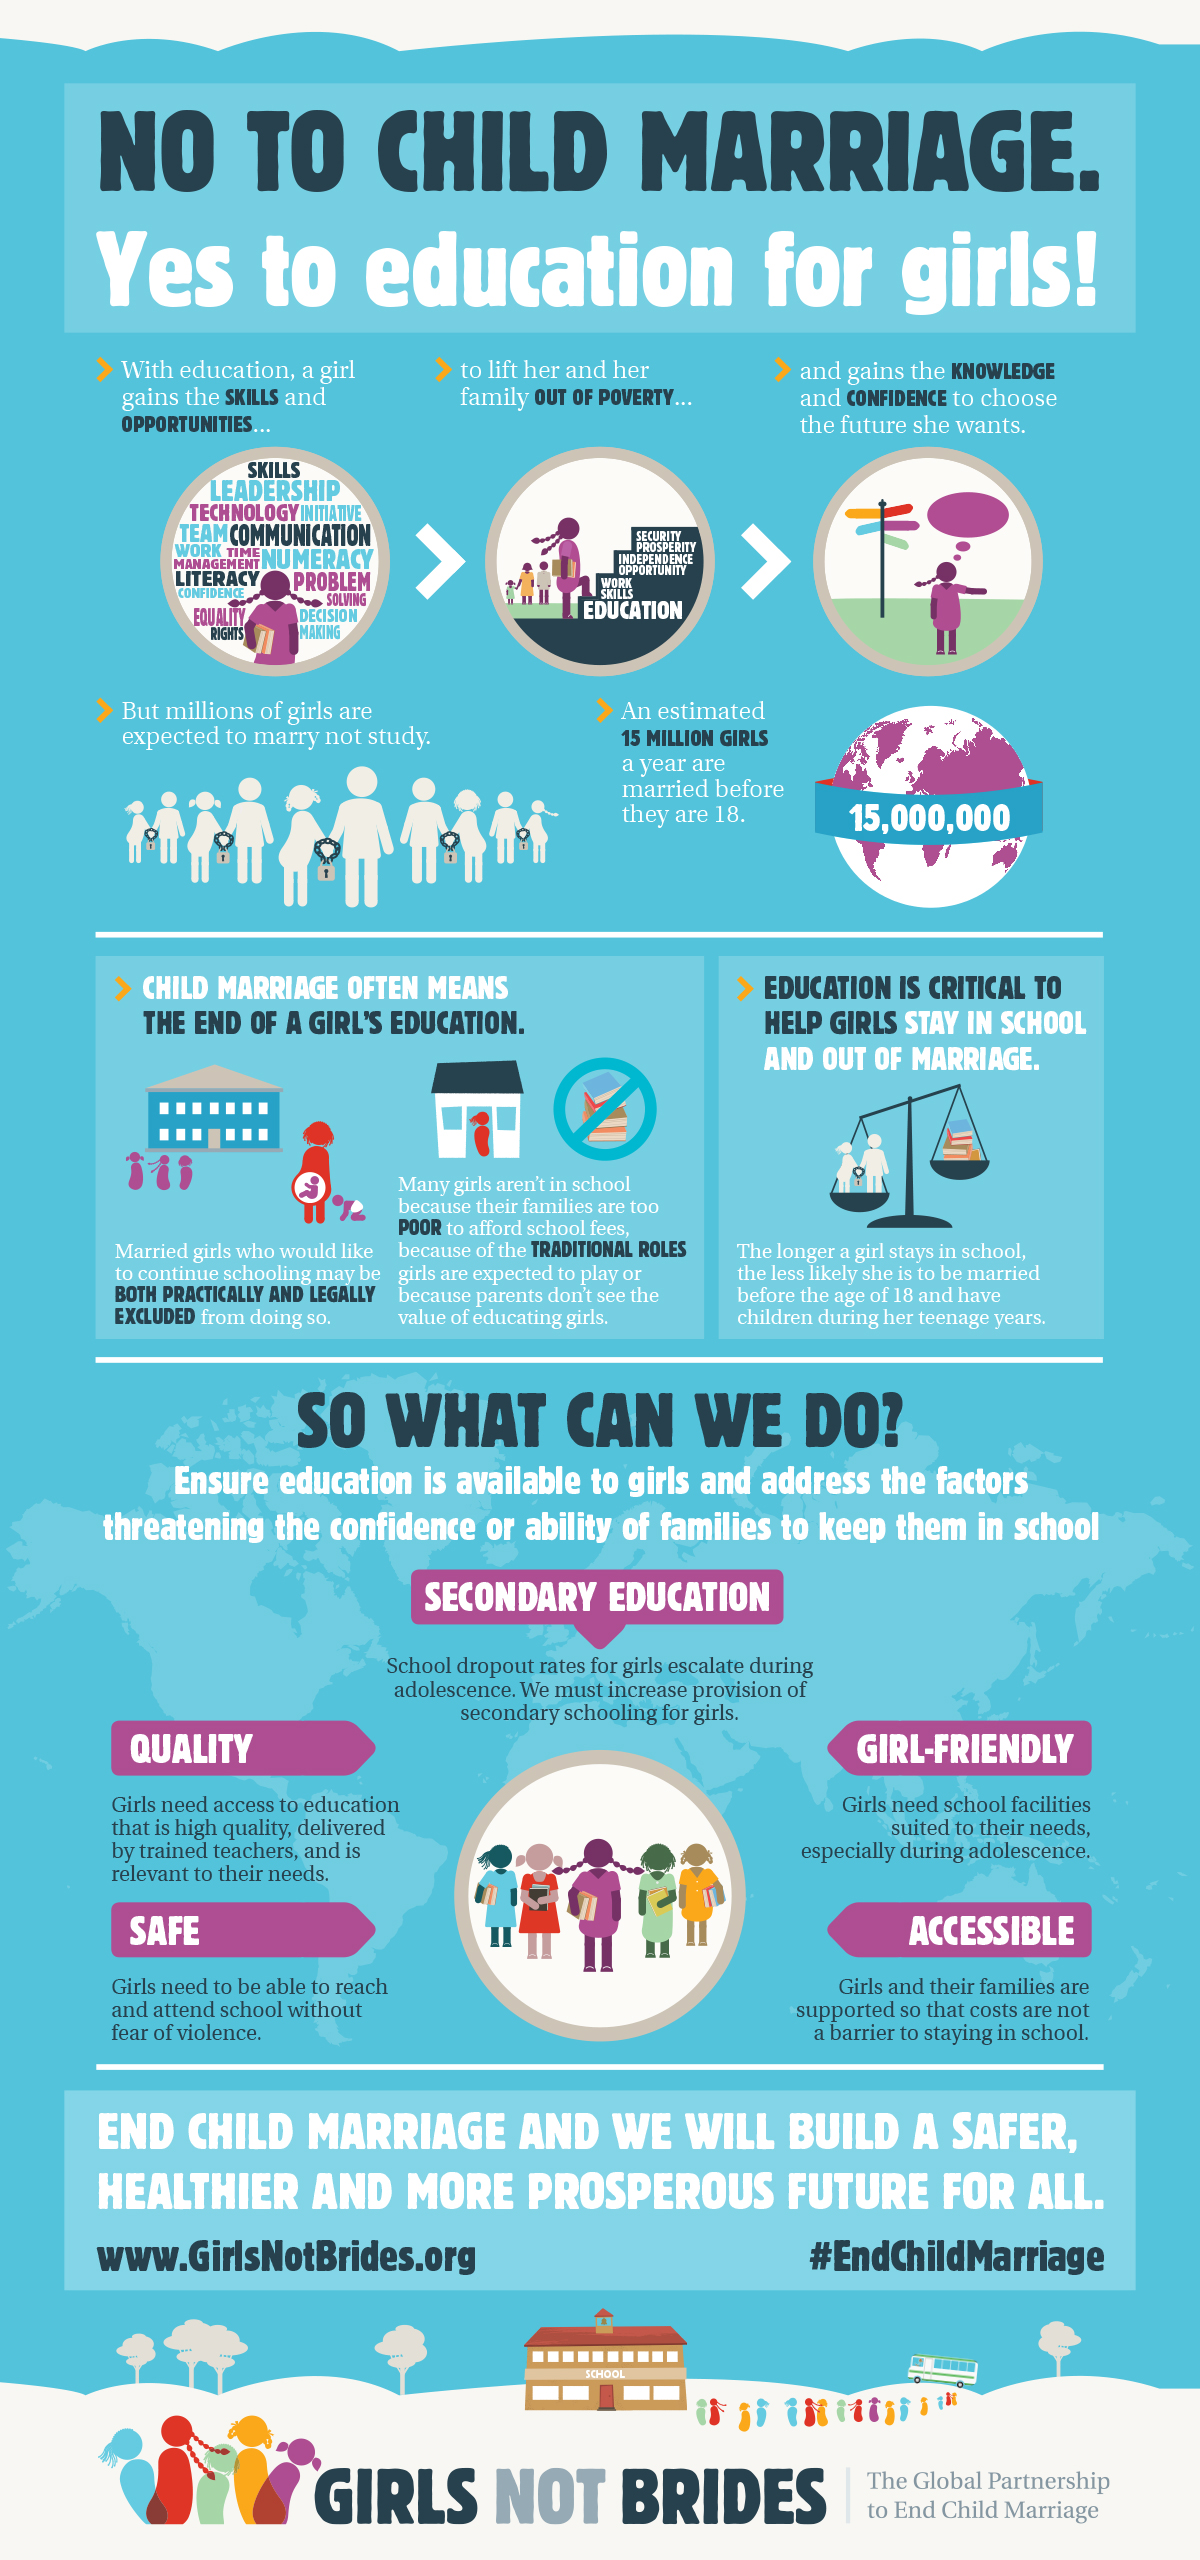 NO TO CHILD MARRIAGE.
Yes to education for girls!
With education, a girl
gains the SKILLS and
OPPORTUNITIES...
to lift her and her
family OUT OF POVERTY...
and gains the KNOWLEDGE
and CONFIDENCE to choose
the future she wants.
SKILLS
LEADERSHIP
TECHNOLOGY INITIATIVE
TEAM COMMUNICATION
WORK TIME NUMERACY
MANAGEMENT
LITERACY PROBLEM
CONFIDENCE SOLVING
EQUALITY DECISION
RIGHTS MAKING
SECURITY
PROSPERITY
INDEPENDENCE
OPPORTUNITY
WORK
SKILLS
EDUCATION
But millions of girls are
expected to marry not study.
An estimated
15 MILLION GIRLS
a year are
married before
they are 18.
15,000,000
CHILD MARRIAGE OFTEN MEANS
THE END OF A GIRL'S EDUCATION.
Married girls who would like
to continue schooling may be
BOTH PRACTICALLY AND LEGALLY
EXCLUDED from doing so.
Many girls aren't in school
because their families are too
POOR to afford school fees,
because of the TRADITIONAL ROLES
girls are expected to play or
because parents don't see the
value of educating girls.
EDUCATION IS CRITICAL TO
HELP GIRLS STAY IN SCHOOL
AND OUT OF MARRIAGE.
The longer a girl stays in school,
the less likely she is to be married
before the age of 18 and have
children during her teenage years.
SO WHAT CAN WE DO?
Ensure education is available to girls and address the factors
threatening the confidence or ability of families to keep them in school
SECONDARY EDUCATION
School dropout rates for girls escalate during
adolescence. We must increase provision of
secondary schooling for girls.
QUALITY
Girls need access to education
that is high quality, delivered
by trained teachers, and is
relevant to their needs.
GIRL-FRIENDLY
Girls need school facilities
suited to their needs,
especially during adolescence.
SAFE
Girls need to be able to reach
and attend school without
fear of violence.
ACCESSIBLE
Girls and their families are
supported so that costs are not
a barrier to staying in school.
END CHILD MARRIAGE AND WE WILL BUILD A SAFER,
HEALTHIER AND MORE PROSPEROUS FUTURE FOR ALL.
www.GirlsNotBrides.org
#EndChildMarriage
SCHOOL
GIRLS NOT BRIDES
The Global Partnership
to End Child Marriage